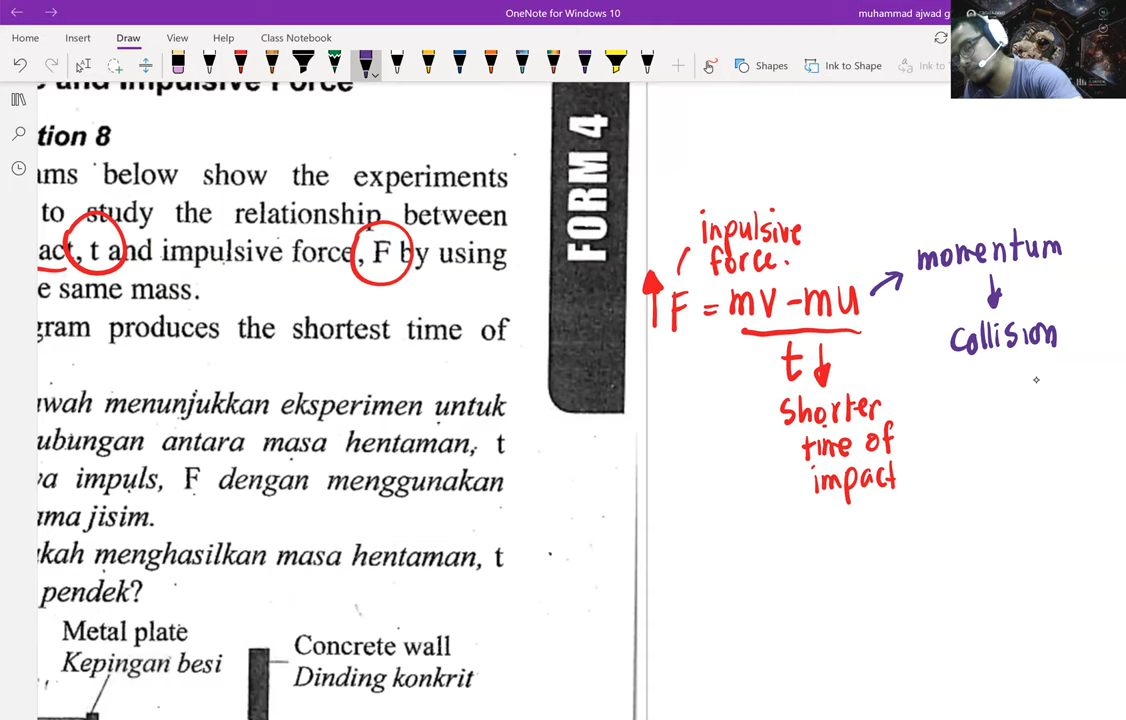 OneNote for Windows 10
muhammad ajwad g
Home Insert Draw View Help Class Notebook
Shapes Ink to Shape Ink to
and Impulsive Force
tion 8
ams below show the experiments
to study the relationship between
act, t and impulsive force, F by using
e same mass.
gram produces the shortest time of
awah menunjukkan eksperimen untuk
ubungan antara masa hentaman, t
a impuls, F dengan menggunakan
ama jisim.
kah menghasilkan masa hentaman, t
pendek?
Metal plate
Kepingan besi
Concrete wall
Dinding konkrit
FORM 4
inpulsive
force.
F = mv - mu
t
shorter
time of
impact
momentum
Collision